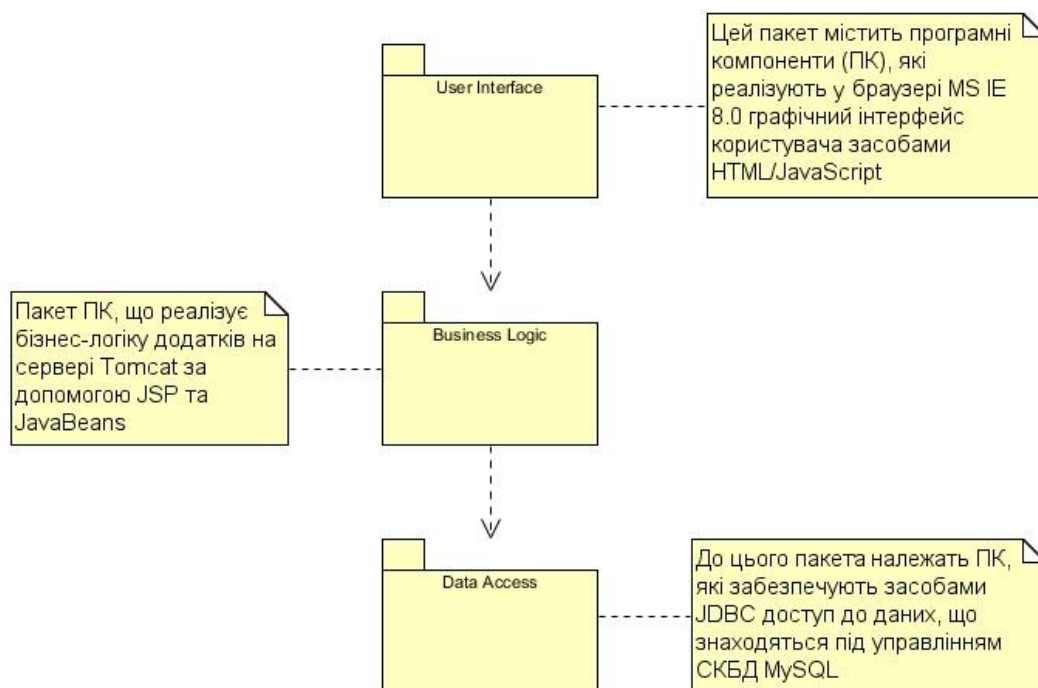 User Interface
Цей пакет містить програмні
компоненти (ПК), які
реалізують у браузері MS IE
8.0 графічний інтерфейс
користувача засобами
HTML/JavaScript
Пакет ПК, що реалізує
бізнес-логіку додатків на
сервері Tomcat за
допомогою JSP та
JavaBeans
Business Logic
Data Access
До цього пакета належать ПК,
які забезпечують засобами
JDBC доступ до даних, що
знаходяться під управлінням
СКБД MySQL